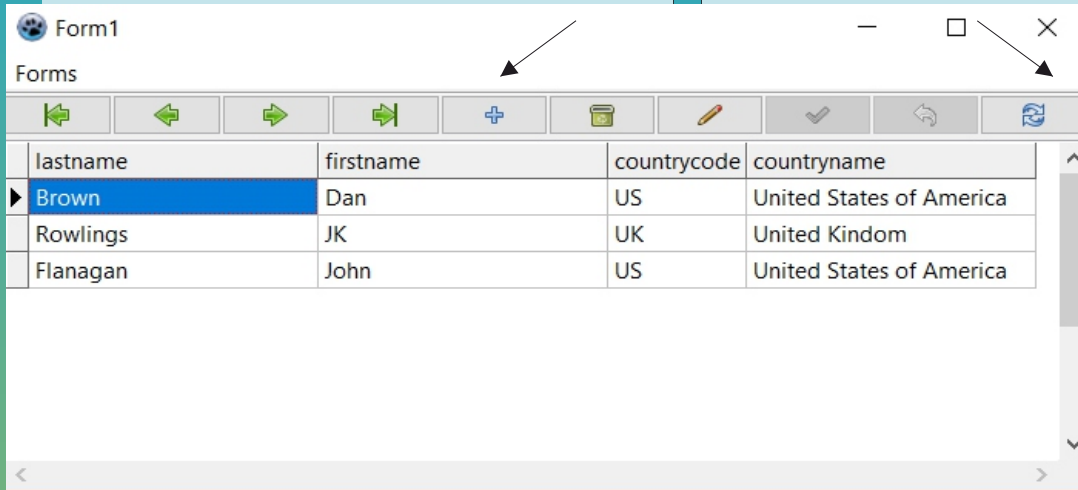 Form1
Forms
lastname firstname countrycode countryname
Brown Dan US United States of America
Rowlings JK UK United Kindom
Flanagan John US United States of America